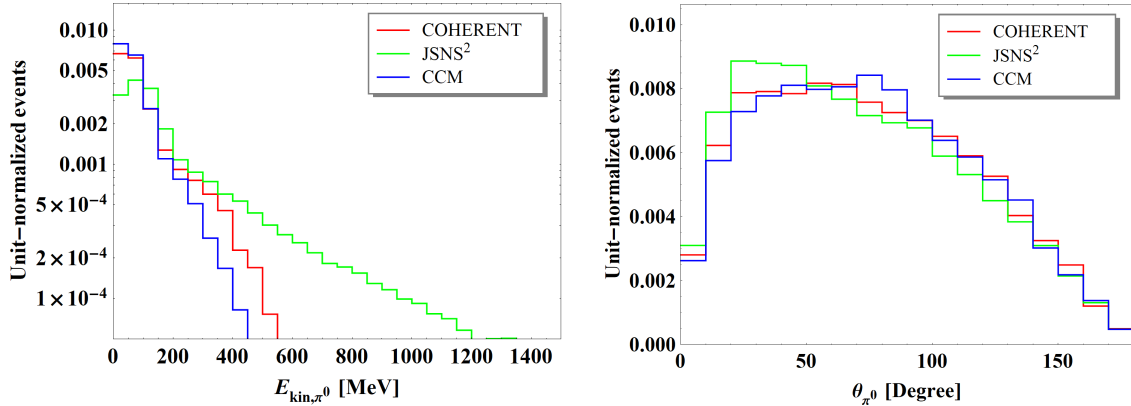 0.010
0.005
0.002
0.001
5×10⁻⁴
2×10⁻⁴
1×10⁻⁴
0 200 400 600 800 1000 1200 1400
E_kin,π⁰ [MeV]
Unit−normalized events
COHERENT
JSNS²
CCM
0.010
0.008
0.006
0.004
0.002
0.000
0 50 100 150
θ_π⁰ [Degree]
Unit−normalized events
COHERENT
JSNS²
CCM